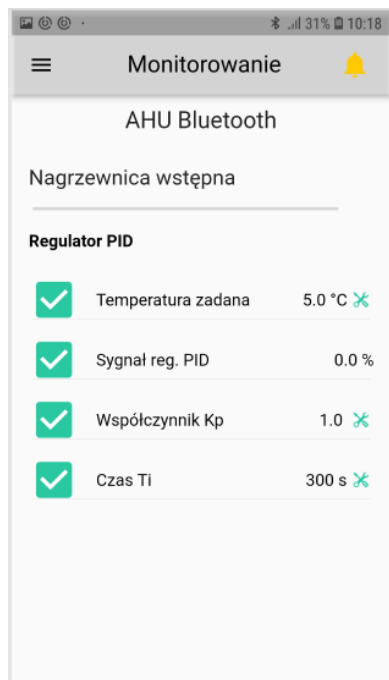 31% 10:18
Monitorowanie
AHU Bluetooth
Nagrzewnica wstępna
Regulator PID
Temperatura zadana 5.0 °C
Sygnał reg. PID 0.0 %
Współczynnik Kp 1.0
Czas Ti 300 s